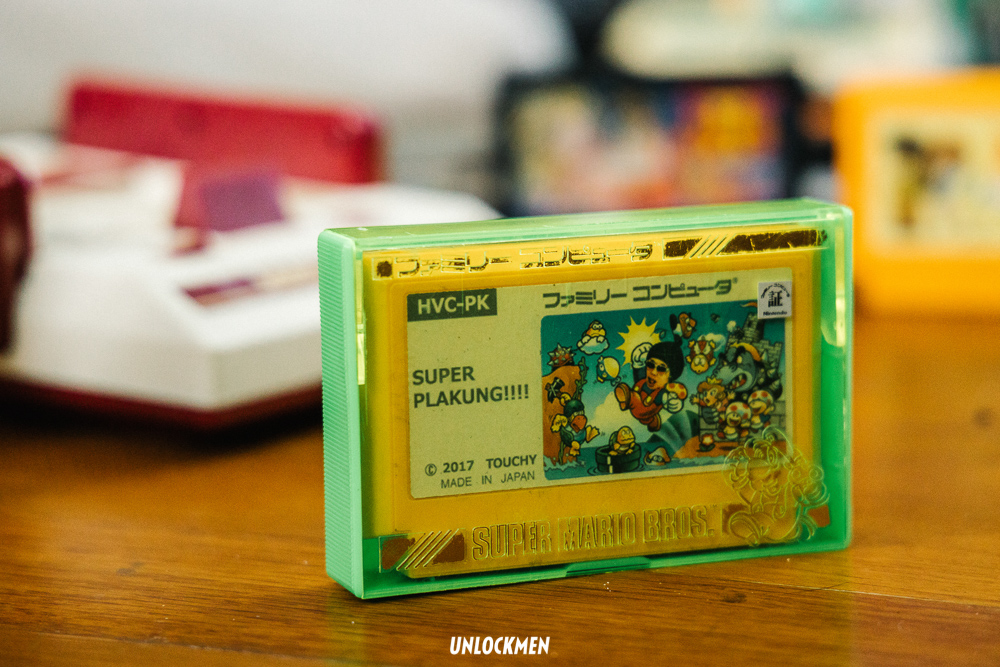 ファミリー コンピュータ
HVC-PK
ファミリー コンピュータ
証
Nintendo
SUPER
PLAKUNG!!!!
© 2017 TOUCHY
MADE IN JAPAN
SUPER MARIO BROS.
UNLOCKMEN